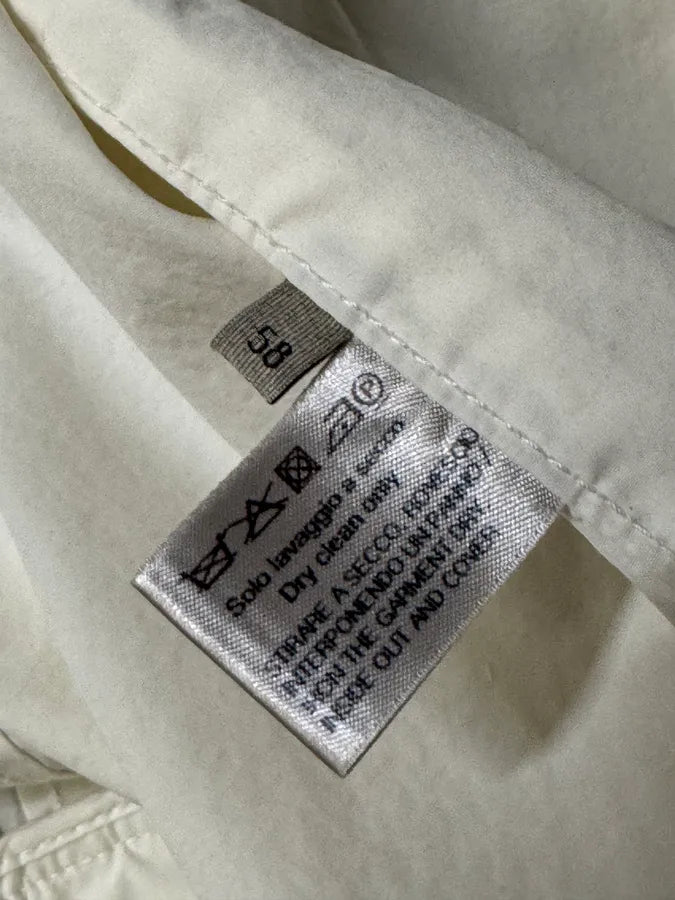 58
P
Solo lavaggio a secco
Dry clean only
STIRARE A SECCO, ROVESCIO
INTERPONENDO UN PANNO /
IRON THE GARMENT DRY
INSIDE OUT AND COVER